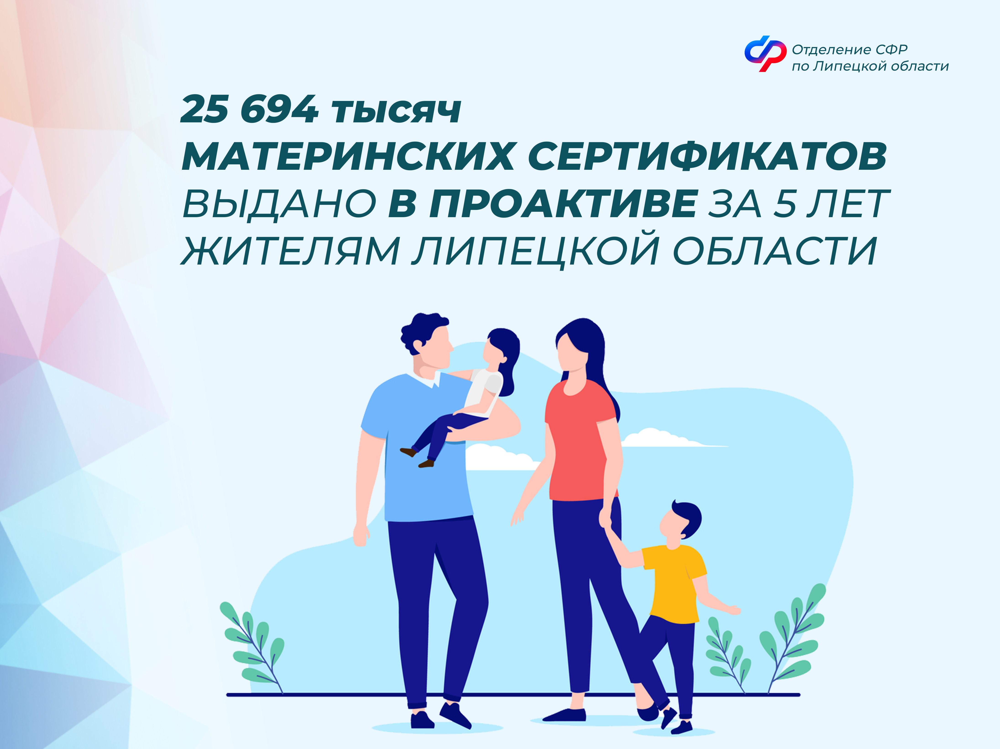 Отделение СФР
по Липецкой области
25 694 тысяч
МАТЕРИНСКИХ СЕРТИФИКАТОВ
ВЫДАНО В ПРОАКТИВЕ ЗА 5 ЛЕТ
ЖИТЕЛЯМ ЛИПЕЦКОЙ ОБЛАСТИ